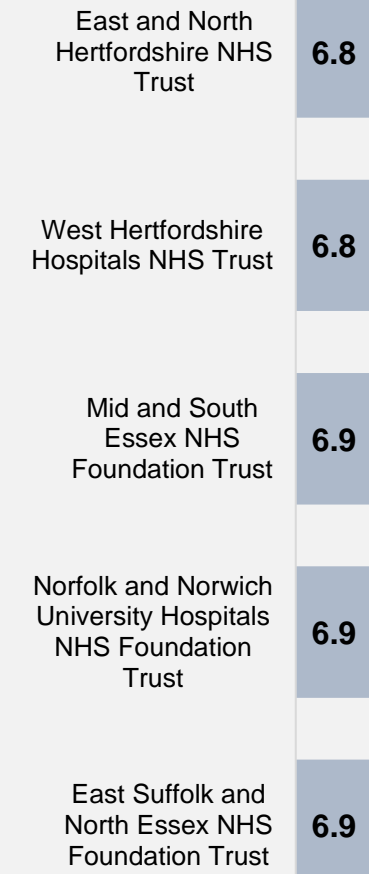 East and North
Hertfordshire NHS
Trust
6.8
West Hertfordshire
Hospitals NHS Trust
6.8
Mid and South
Essex NHS
Foundation Trust
6.9
Norfolk and Norwich
University Hospitals
NHS Foundation
Trust
6.9
East Suffolk and
North Essex NHS
Foundation Trust
6.9